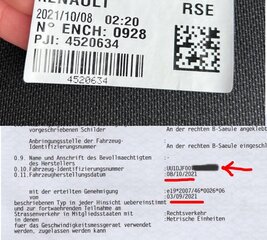 RENAULT
2021/10/08 02:20
RSE
N° ENCH: 0928
PJI: 4520634
4520634
vorgeschriebenen Schilder
An der rechten B-Saeule angeklebt
Anbringungsstelle der Fahrzeug-
Identifizierungsnummer
An der rechten B-Saeule
0.9. Name und Anschrift des Bevollmaechtigten
des Herstellers
0.10.Fahrzeug-Identifizierungsnummer
:UU1DJF00
0.11.Fahrzeugherstellungsdatum
:08/10/2021
mit der erteilten Genehmigung
:e19*2007/46*0026*06
vom
:03/09/2021
beschriebenen Typ in jeder Hinsicht uebereinstimmt
und zur fortwaehrenden Teilnahme am
Strassenverkehr in Mitgliedsstaaten mit
:Rechtsverkehr
in denen
:Metrische Einheiten
fuer das Geschwindigkeitsmessgeraet verwendet
werden, zugelassen werden kann.